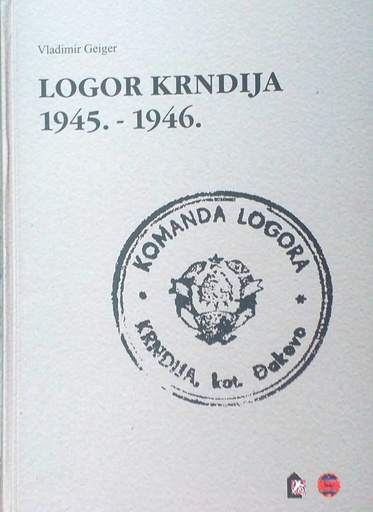 Vladimir Geiger
LOGOR KRNDIJA
1945. - 1946.
KOMANDA LOGORA
* KRNDIJA, kot. Đakovo *